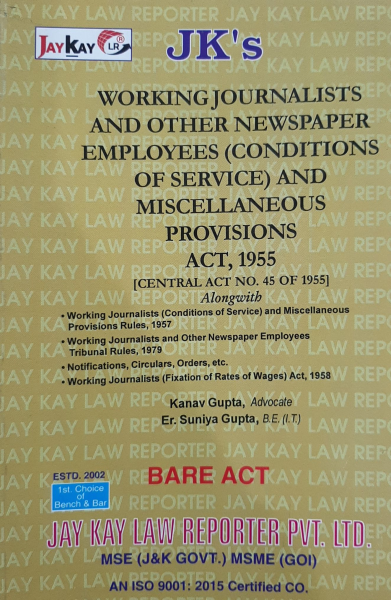 JAYKAY LR ®
JK's
WORKING JOURNALISTS
AND OTHER NEWSPAPER
EMPLOYEES (CONDITIONS
OF SERVICE) AND
MISCELLANEOUS
PROVISIONS
ACT, 1955
[CENTRAL ACT NO. 45 OF 1955]
Alongwith
• Working Journalists (Conditions of Service) and Miscellaneous
Provisions Rules, 1957
• Working Journalists and Other Newspaper Employees
Tribunal Rules, 1979
• Notifications, Circulars, Orders, etc.
• Working Journalists (Fixation of Rates of Wages) Act, 1958
Kanav Gupta, Advocate
Er. Suniya Gupta, B.E. (I.T.)
BARE ACT
ESTD. 2002
1st. Choice
of
Bench & Bar
JAY KAY LAW REPORTER PVT. LTD.
MSE (J&K GOVT.) MSME (GOI)
AN ISO 9001: 2015 Certified CO.